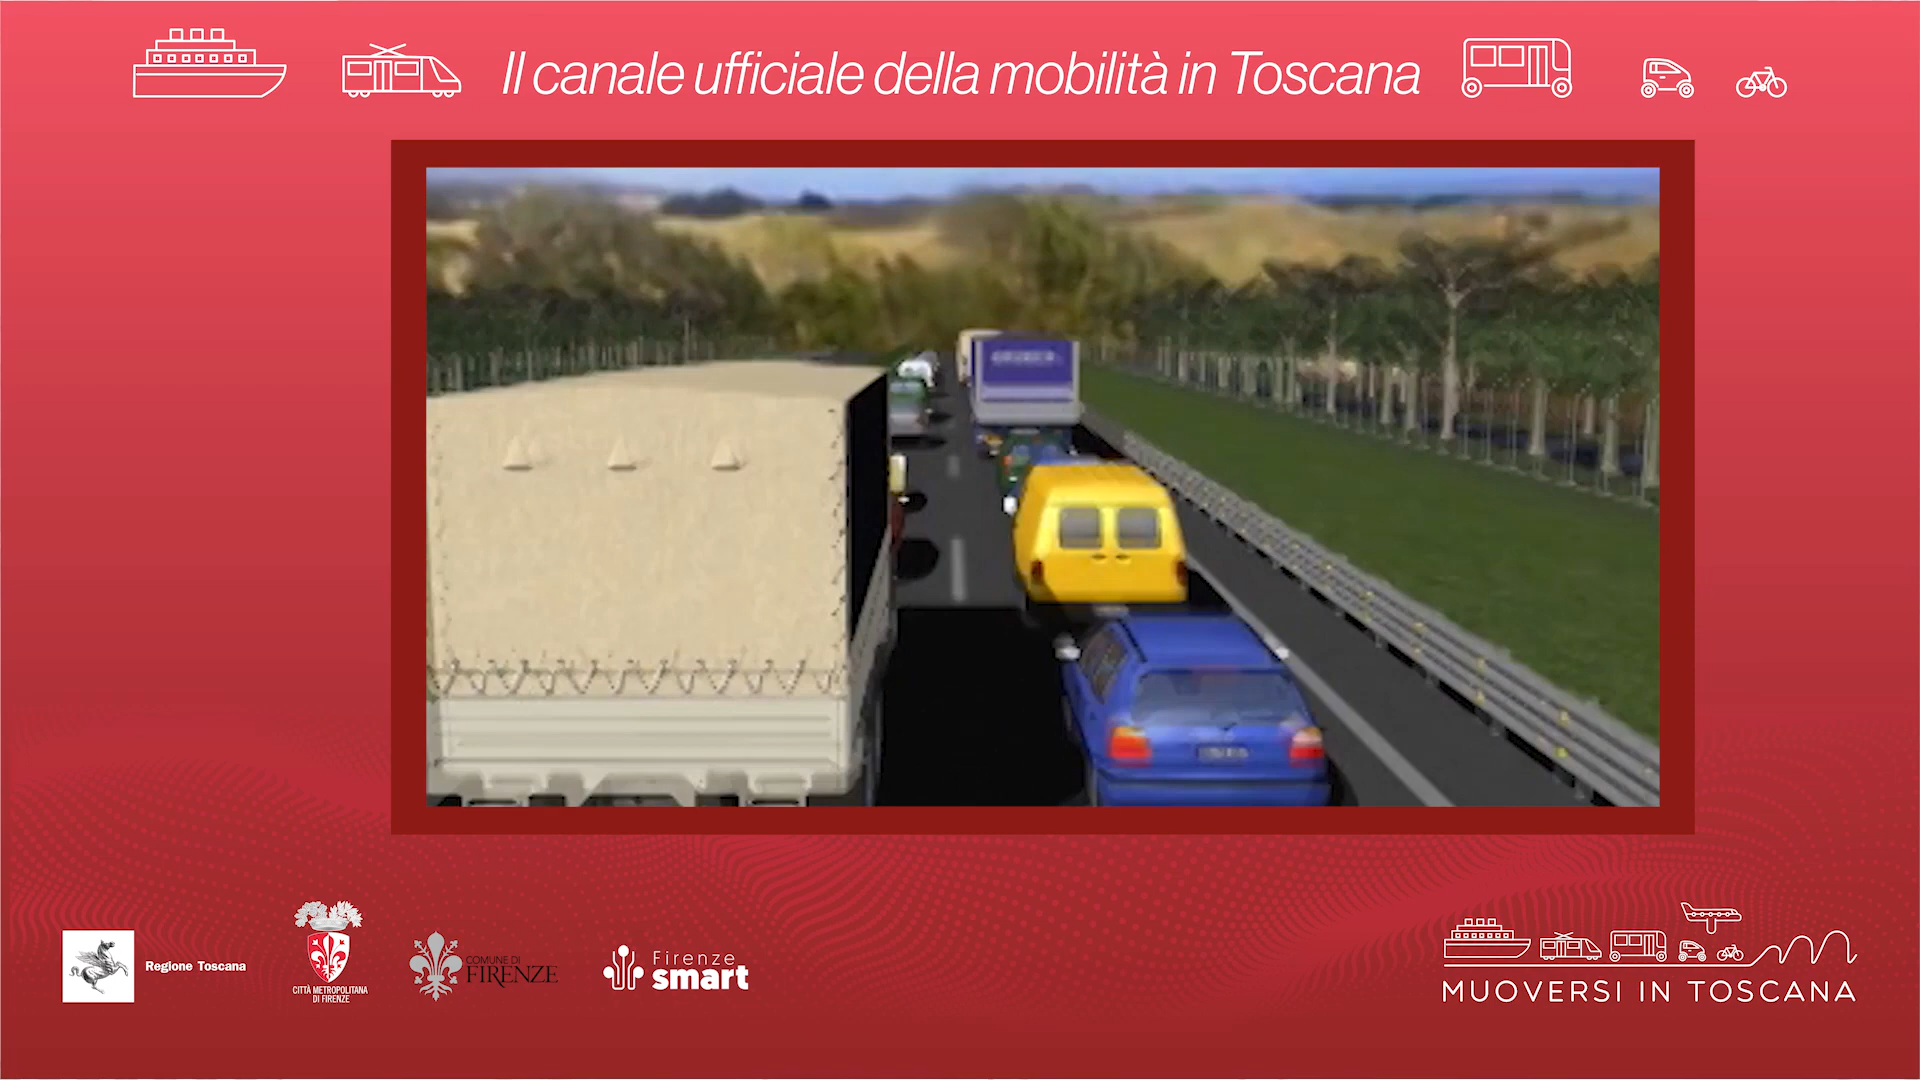 Il canale ufficiale della mobilità in Toscana
Regione Toscana
CITTÀ METROPOLITANA
DI FIRENZE
COMUNE DI
FIRENZE
Firenze
smart
MUOVERSI IN TOSCANA